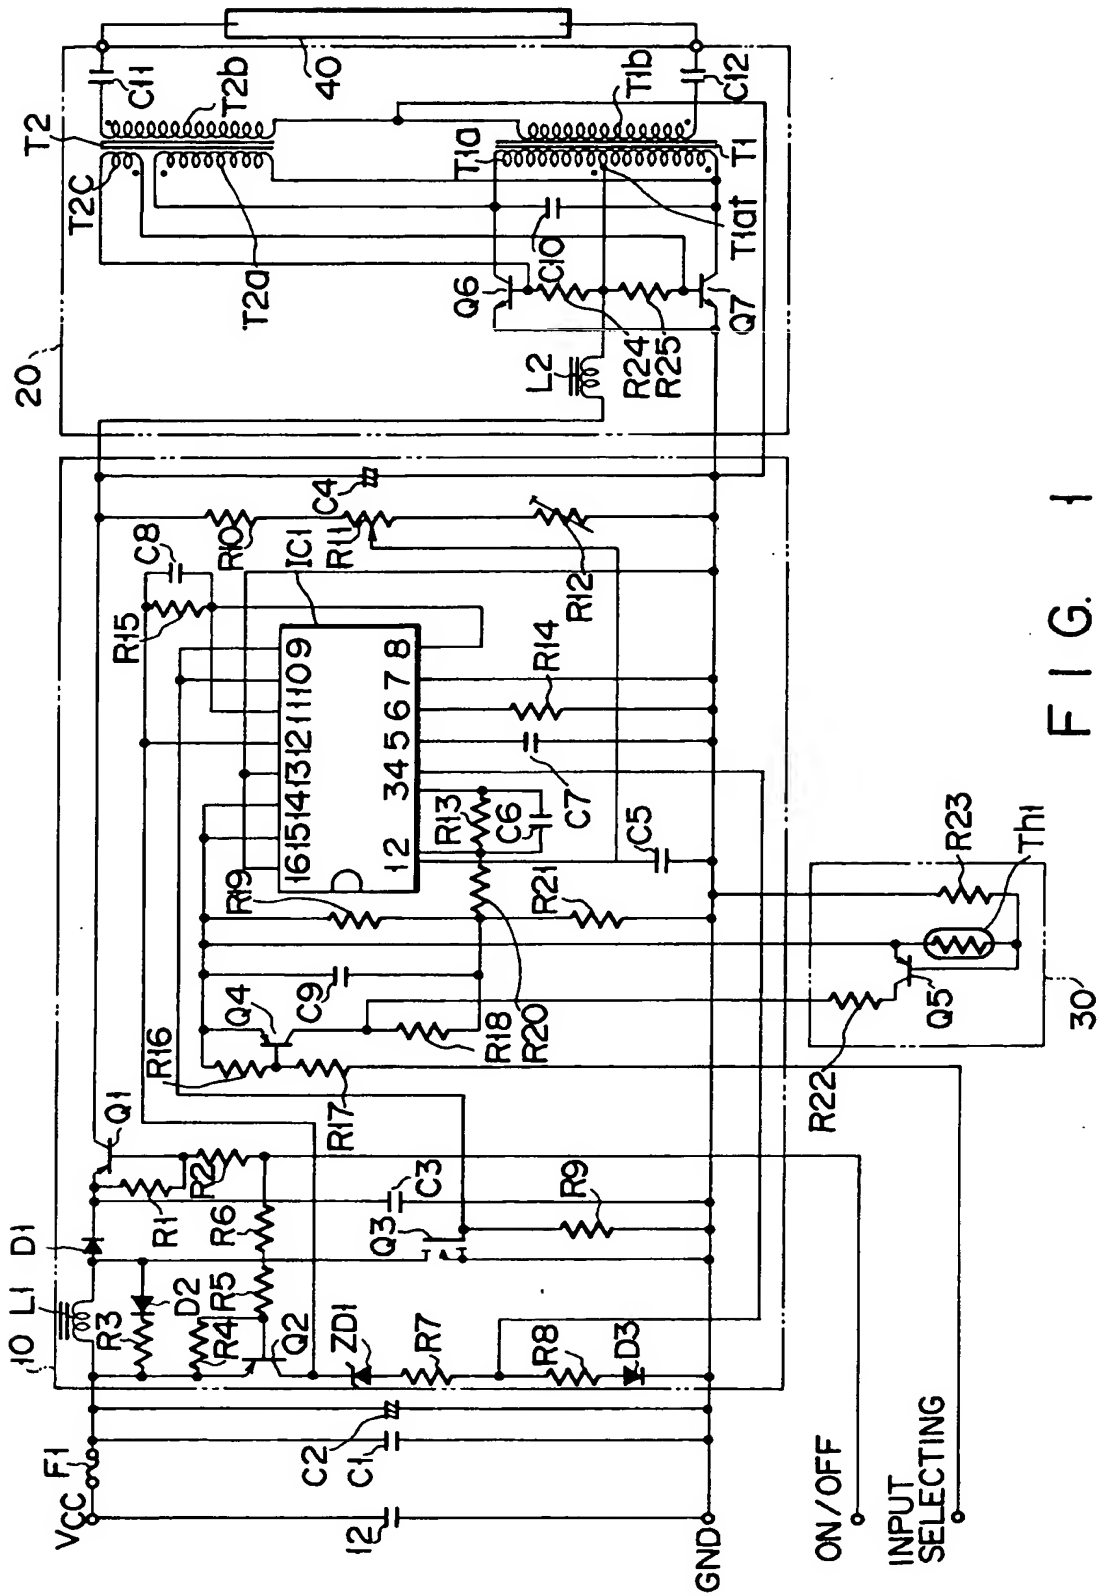 20
T2
T2C
T2b
C11
40
T2a
T1a
T1b
C12
T1
T1at
C10
Q6
Q7
R24
R25
L2
10
L1
D1
Q1
R1
R2
R3
D2
R4
R5
R6
Q2
ZD1
R7
R8
D3
Q3
C3
R9
R16
R17
Q4
C9
R18
R20
R19
R21
R15
C8
IC1
16 15 14 13 12 11 10 9
1 2 3 4 5 6 7 8
R13
C6
C7
C5
R14
R10
R11
R12
C4
VCC
F1
C2
C1
12
GND
ON/OFF
INPUT
SELECTING
R22
Q5
30
R23
Th1
FIG. 1